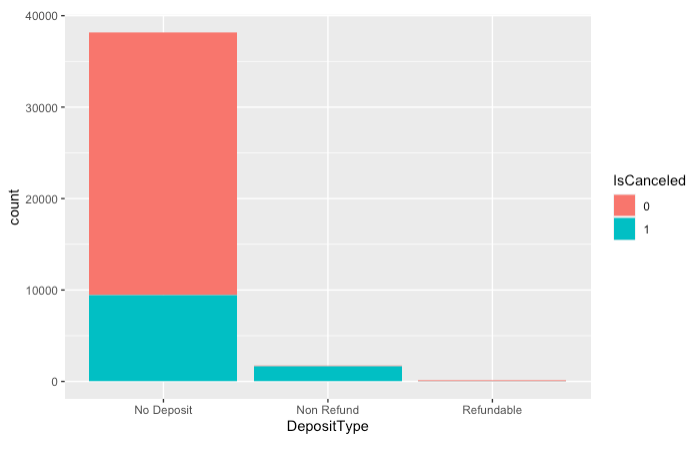 40000
30000
20000
10000
0
count
No Deposit
Non Refund
Refundable
DepositType
IsCanceled
0
1